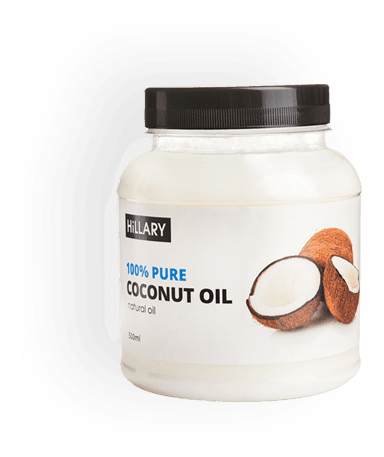 HiLLARY
100% PURE
COCONUT OIL
natural oil
500ml